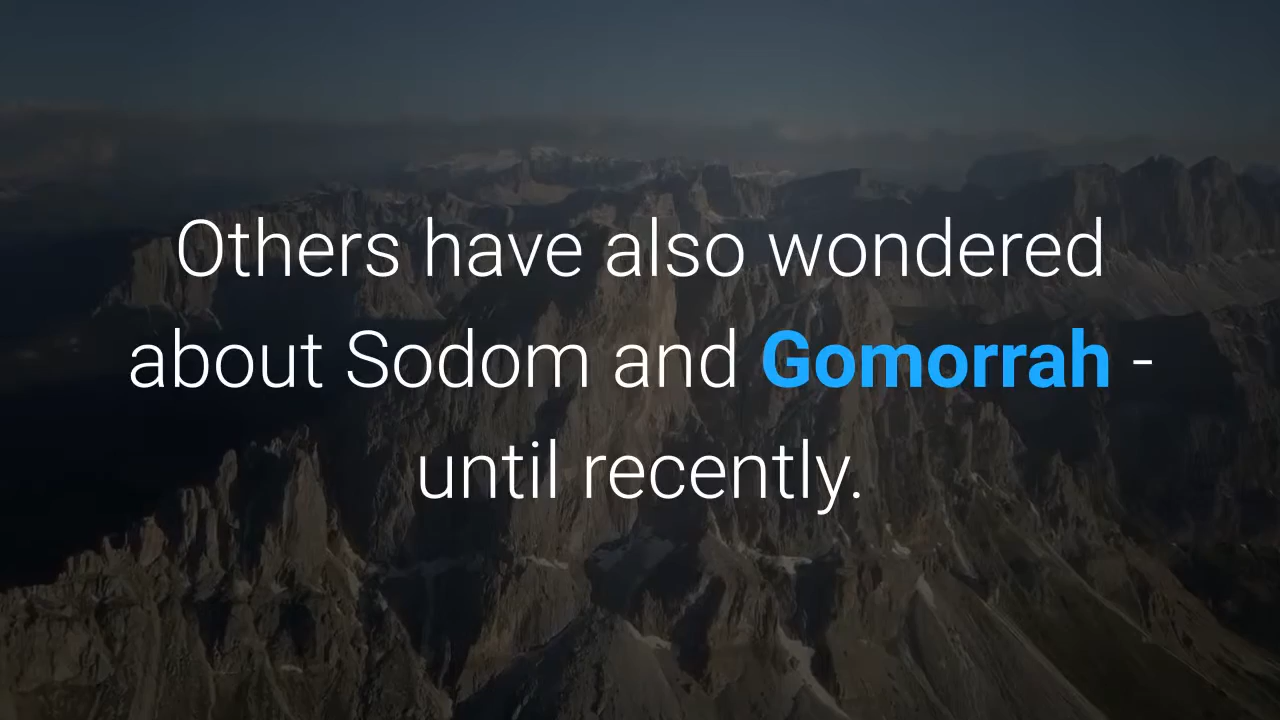 Others have also wondered
about Sodom and Gomorrah -
until recently.